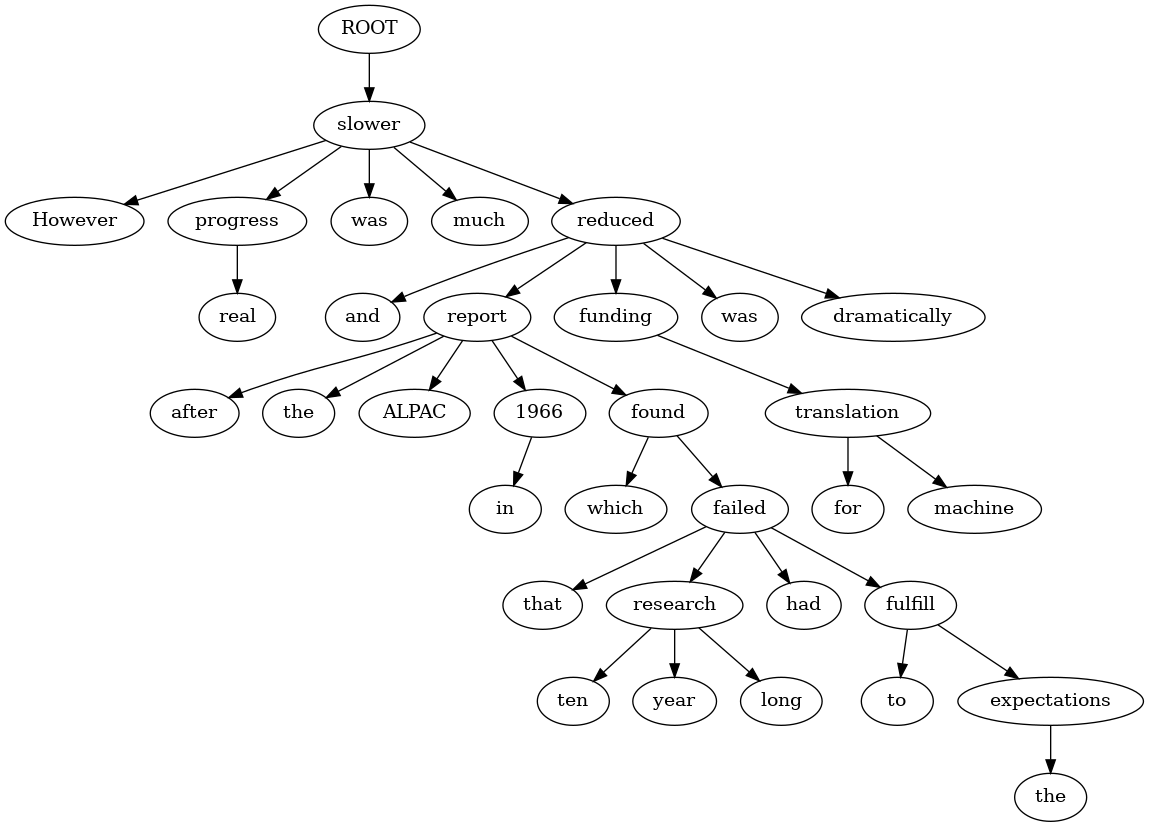 ROOT
slower
However progress was much reduced
real and report funding was dramatically
after the ALPAC 1966 found translation
in which failed for machine
that research had fulfill
ten year long to expectations
the